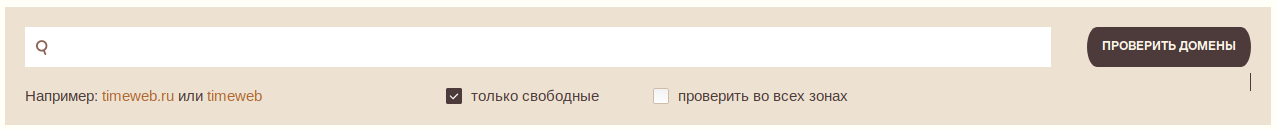 ПРОВЕРИТЬ ДОМЕНЫ
Например: timeweb.ru или timeweb
только свободные
проверить во всех зонах